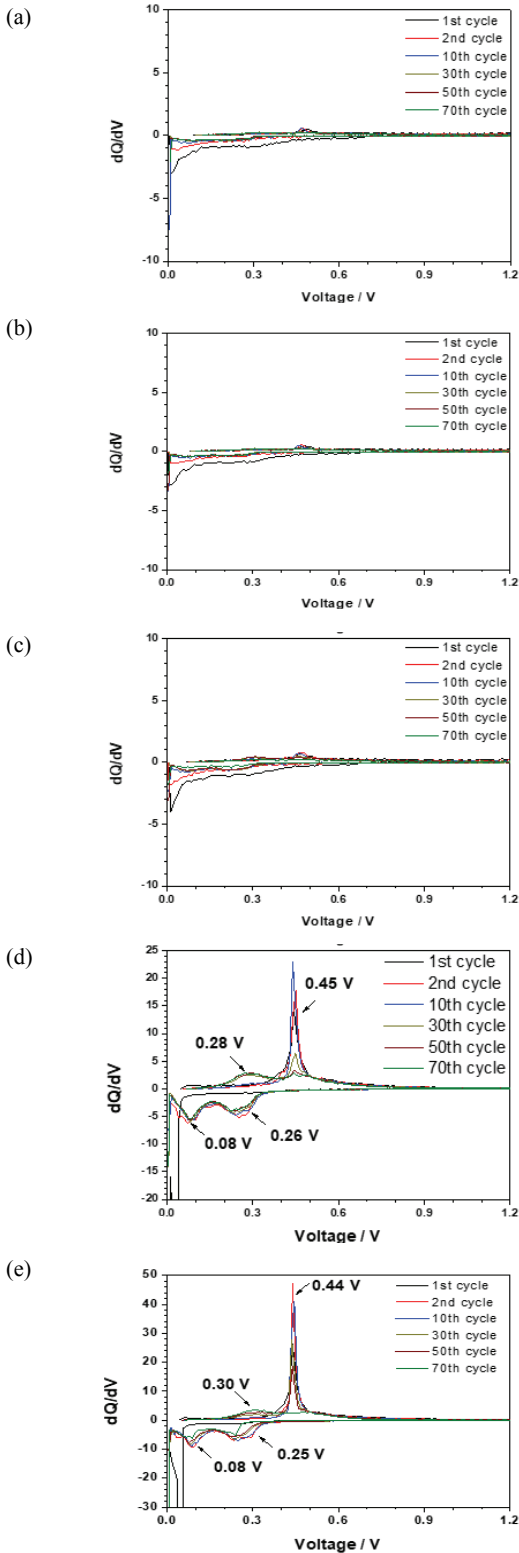 (a)
10
5
0
-5
-10
dQ/dV
1st cycle
2nd cycle
10th cycle
30th cycle
50th cycle
70th cycle
0.0 0.3 0.6 0.9 1.2
Voltage / V
(b)
10
5
0
-5
-10
dQ/dV
1st cycle
2nd cycle
10th cycle
30th cycle
50th cycle
70th cycle
0.0 0.3 0.6 0.9 1.2
Voltage / V
(c)
10
5
0
-5
-10
dQ/dV
1st cycle
2nd cycle
10th cycle
30th cycle
50th cycle
70th cycle
0.0 0.3 0.6 0.9 1.2
Voltage / V
(d)
25
20
15
10
5
0
-5
-10
-15
-20
dQ/dV
1st cycle
2nd cycle
10th cycle
30th cycle
50th cycle
70th cycle
0.45 V
0.28 V
0.08 V
0.26 V
0.0 0.3 0.6 0.9 1.2
Voltage / V
(e)
50
40
30
20
10
0
-10
-20
-30
dQ/dV
1st cycle
2nd cycle
10th cycle
30th cycle
50th cycle
70th cycle
0.44 V
0.30 V
0.08 V
0.25 V
0.0 0.3 0.6 0.9 1.2
Voltage / V